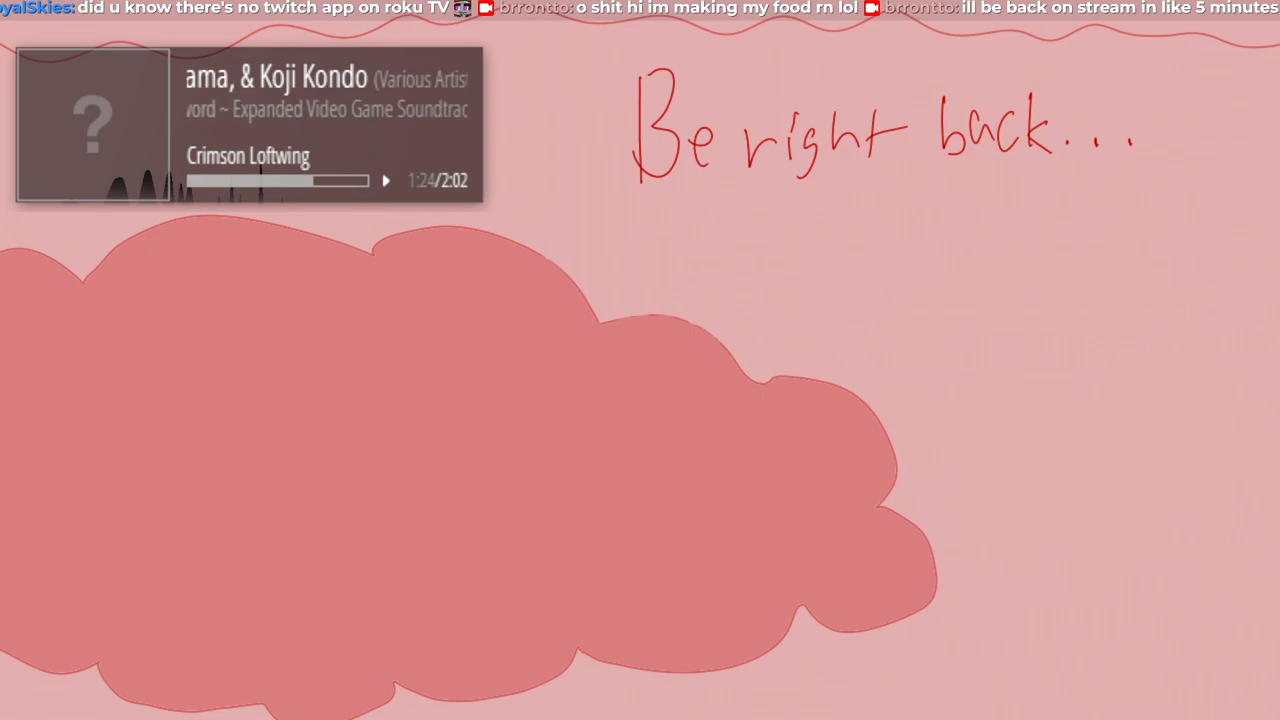 oyalSkies: did u know there's no twitch app on roku TV brrontto: o shit hi im making my food rn lol brrontto: ill be back on stream in like 5 minutes
ama, & Koji Kondo (Various Artis
vord ~ Expanded Video Game Soundtrac
?
Crimson Loftwing
1:24/2:02
Be right back...